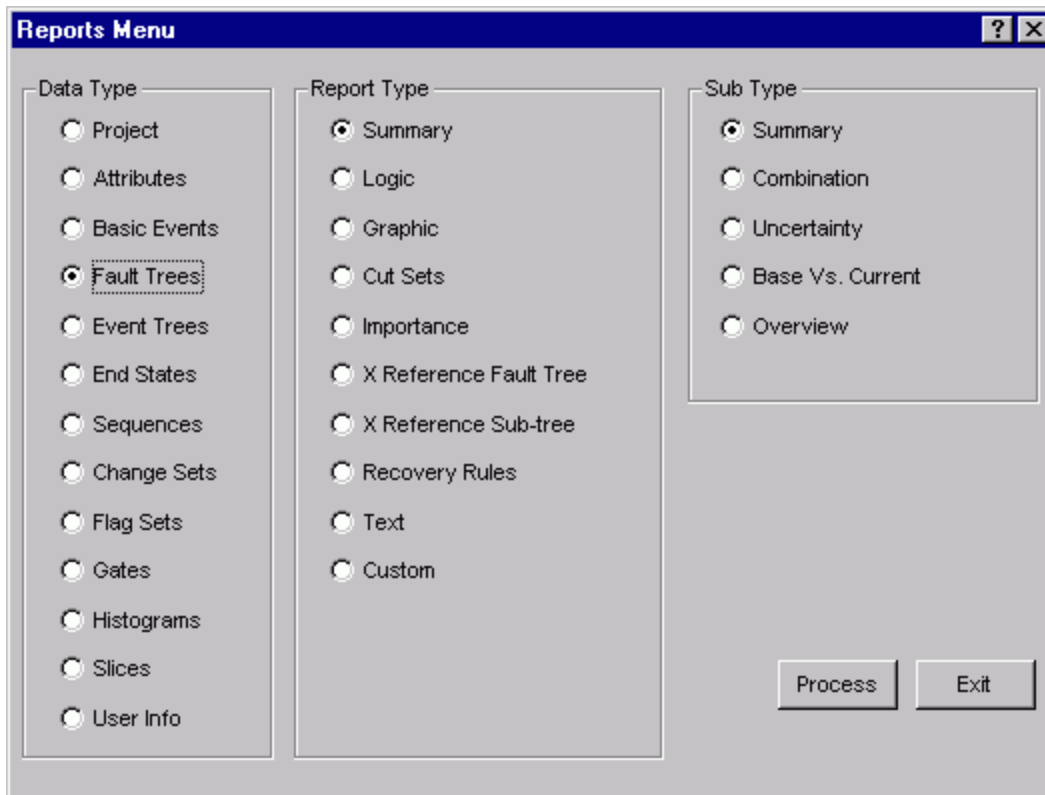 Reports Menu
Data Type
Project
Attributes
Basic Events
Fault Trees
Event Trees
End States
Sequences
Change Sets
Flag Sets
Gates
Histograms
Slices
User Info
Report Type
Summary
Logic
Graphic
Cut Sets
Importance
X Reference Fault Tree
X Reference Sub-tree
Recovery Rules
Text
Custom
Sub Type
Summary
Combination
Uncertainty
Base Vs. Current
Overview
Process
Exit